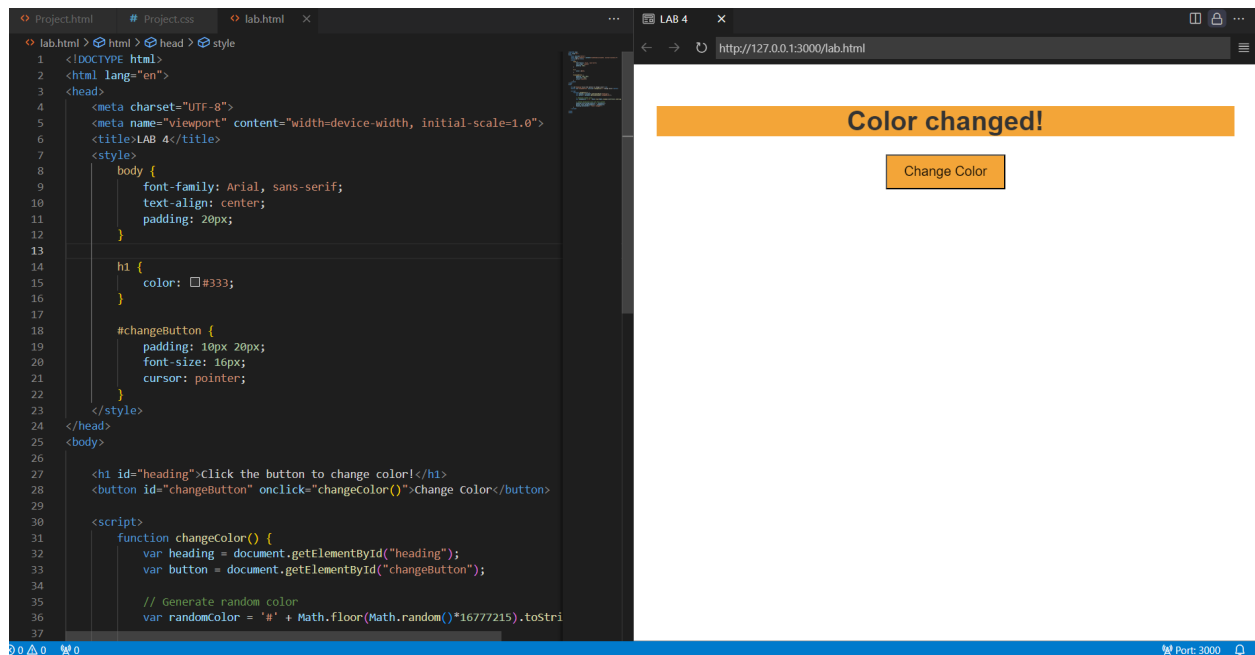 Project.html
# Project.css
lab.html
lab.html > html > head > style
1 <!DOCTYPE html>
2 <html lang="en">
3 <head>
4 <meta charset="UTF-8">
5 <meta name="viewport" content="width=device-width, initial-scale=1.0">
6 <title>LAB 4</title>
7 <style>
8 body {
9 font-family: Arial, sans-serif;
10 text-align: center;
11 padding: 20px;
12 }
13
14 h1 {
15 color: #333;
16 }
17
18 #changeButton {
19 padding: 10px 20px;
20 font-size: 16px;
21 cursor: pointer;
22 }
23 </style>
24 </head>
25 <body>
26
27 <h1 id="heading">Click the button to change color!</h1>
28 <button id="changeButton" onclick="changeColor()">Change Color</button>
29
30 <script>
31 function changeColor() {
32 var heading = document.getElementById("heading");
33 var button = document.getElementById("changeButton");
34
35 // Generate random color
36 var randomColor = '#' + Math.floor(Math.random()*16777215).toStri
37
0 0 0
LAB 4
http://127.0.0.1:3000/lab.html
Color changed!
Change Color
Port: 3000